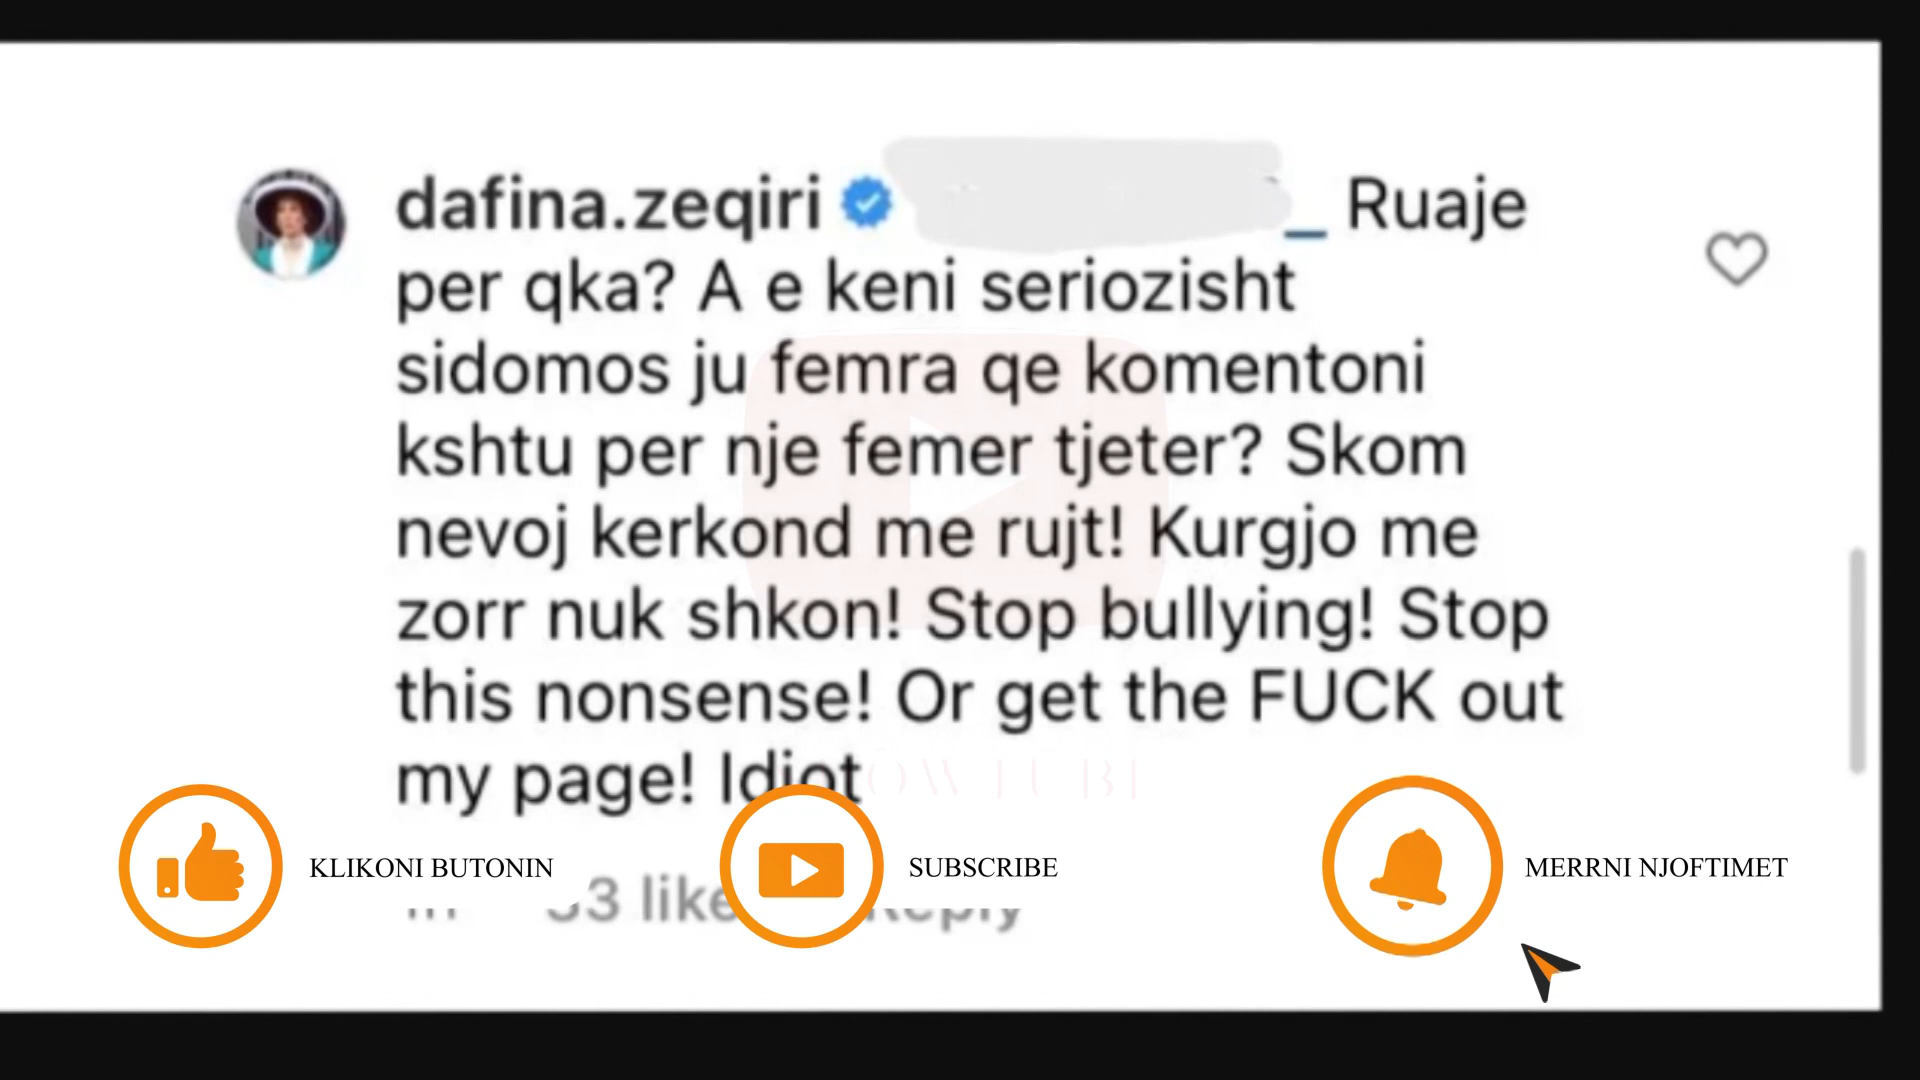 dafina.zeqiri _ Ruaje
per qka? A e keni seriozisht
sidomos ju femra qe komentoni
kshtu per nje femer tjeter? Skom
nevoj kerkond me rujt! Kurgjo me
zorr nuk shkon! Stop bullying! Stop
this nonsense! Or get the FUCK out
my page! Idiot
KLIKONI BUTONIN
SUBSCRIBE
MERRNI NJOFTIMET